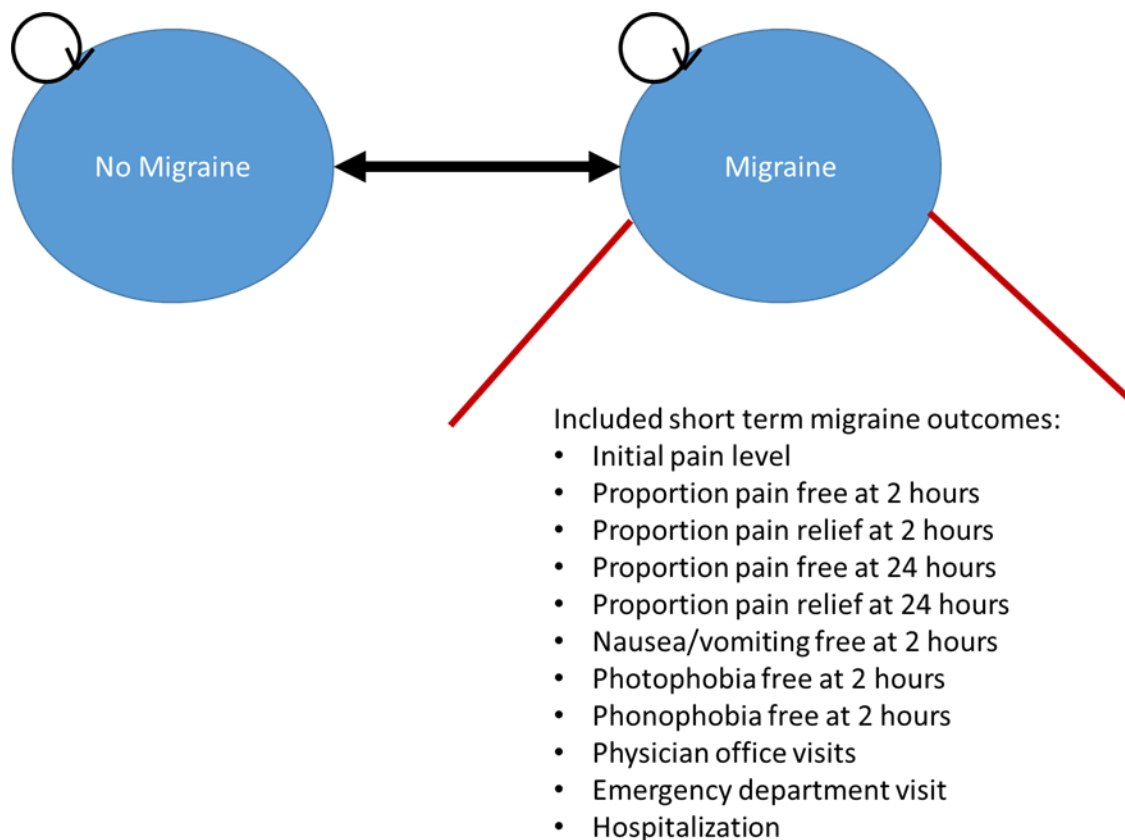 No Migraine
Migraine
Included short term migraine outcomes:
• Initial pain level
• Proportion pain free at 2 hours
• Proportion pain relief at 2 hours
• Proportion pain free at 24 hours
• Proportion pain relief at 24 hours
• Nausea/vomiting free at 2 hours
• Photophobia free at 2 hours
• Phonophobia free at 2 hours
• Physician office visits
• Emergency department visit
• Hospitalization